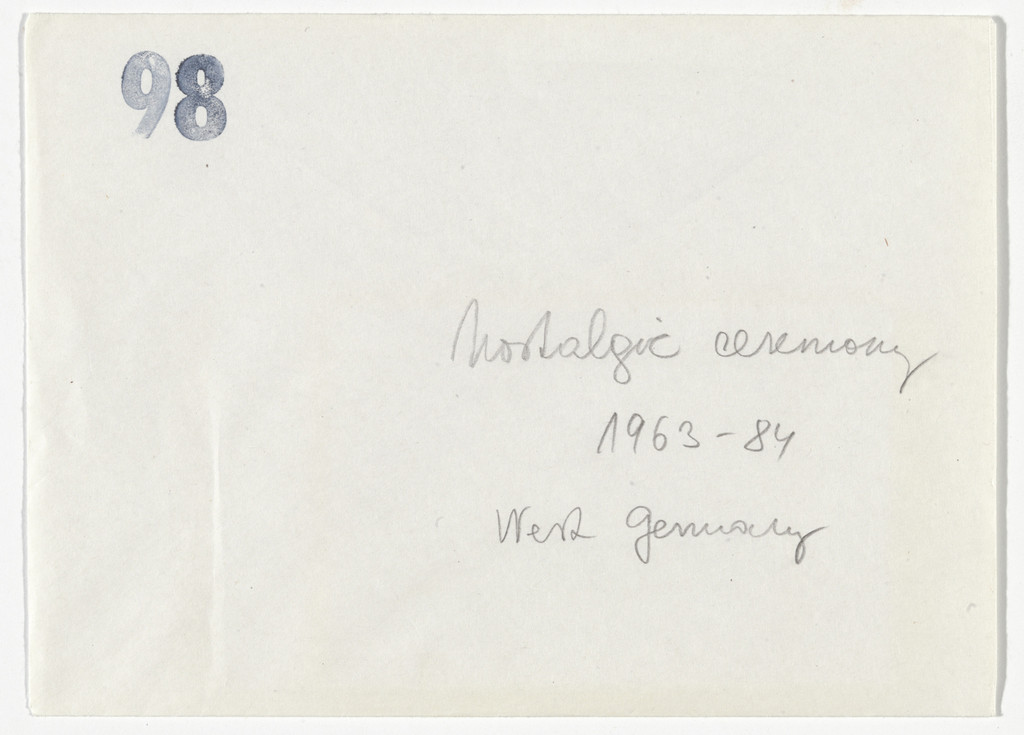 98
Nostalgic ceremony
1963-84
West Germany